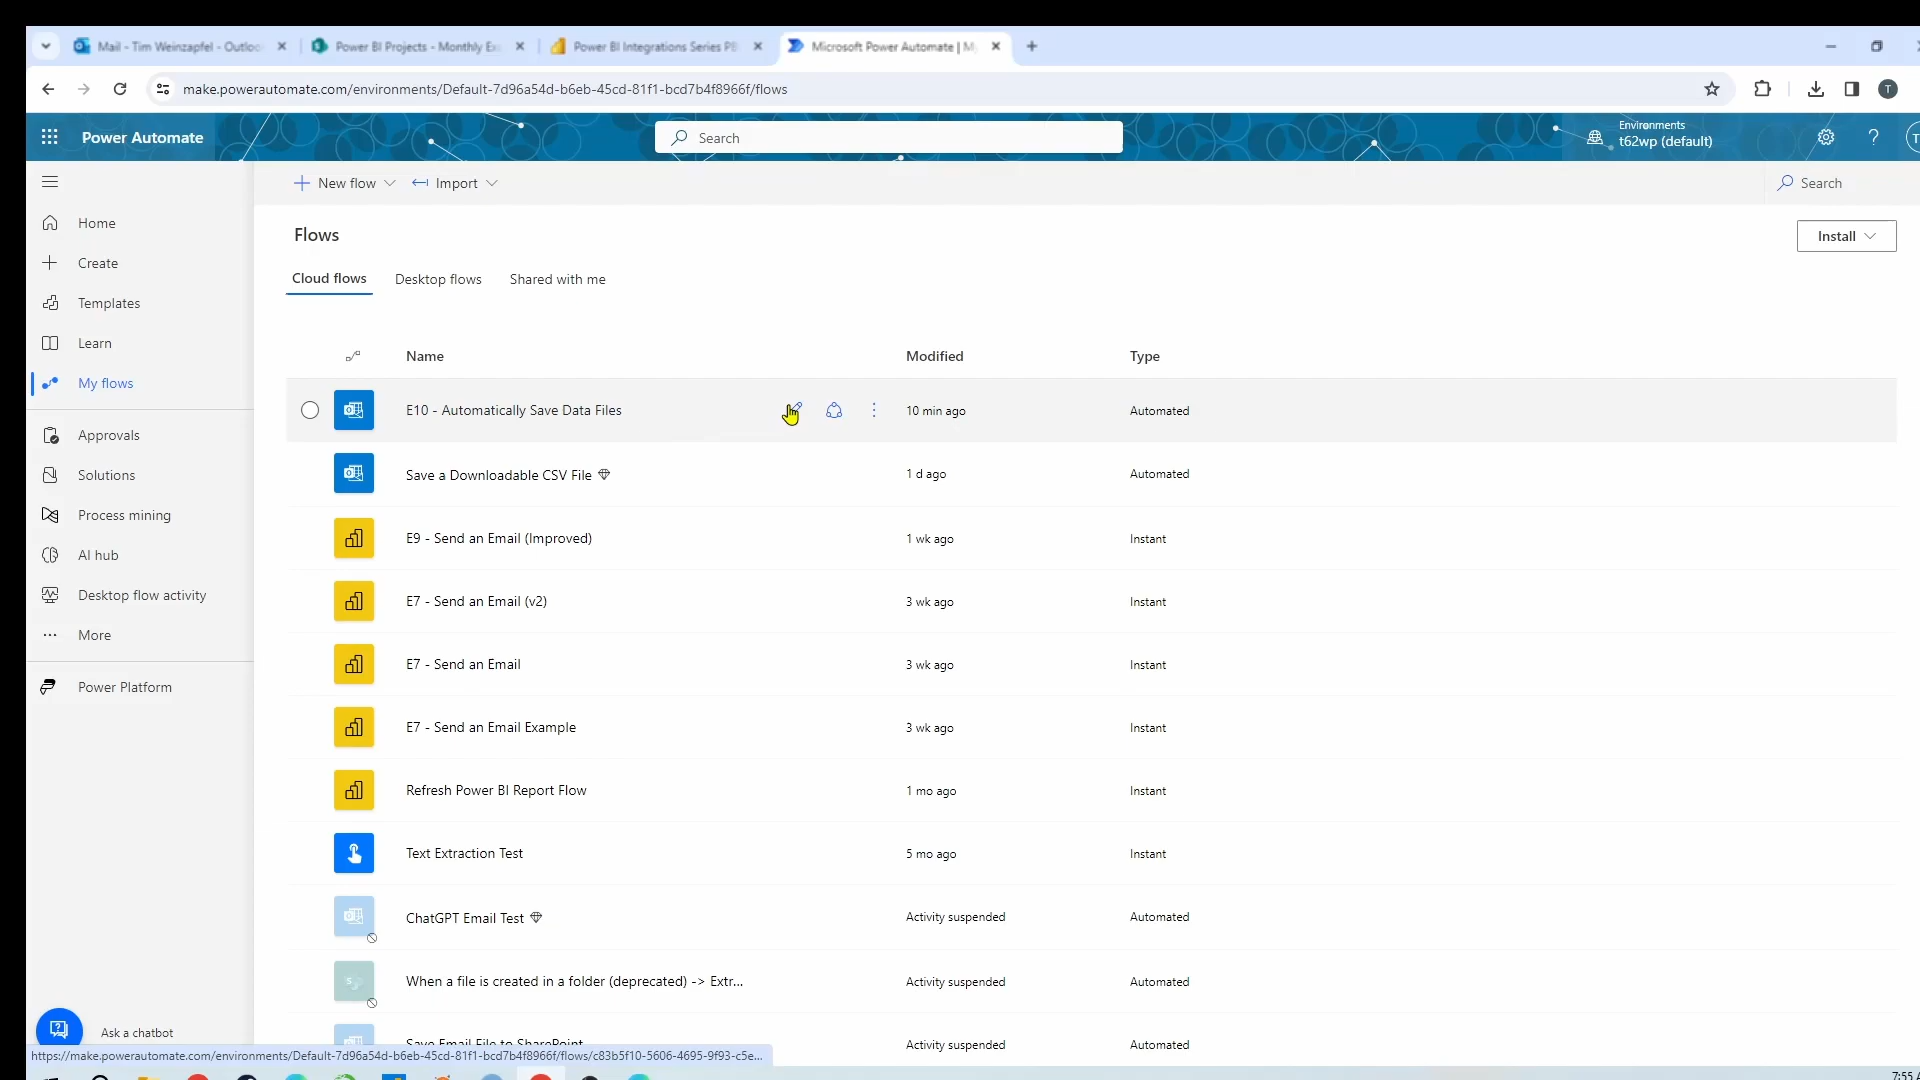 Mail - Tim Weinzapfel - Outlo
Power BI Projects - Monthly Ex
Power BI Integrations Series PB
Microsoft Power Automate | M
make.powerautomate.com/environments/Default-7d96a54d-b6eb-45cd-81f1-bcd7b4f8966f/flows
T
Power Automate
Search
Environments
t62wp (default)
?
T
New flow
Import
Search
Home
Create
Templates
Learn
My flows
Approvals
Solutions
Process mining
AI hub
Desktop flow activity
More
Power Platform
Ask a chatbot
Flows
Install
Cloud flows
Desktop flows
Shared with me
Name Modified Type
E10 - Automatically Save Data Files 10 min ago Automated
Save a Downloadable CSV File 1 d ago Automated
E9 - Send an Email (Improved) 1 wk ago Instant
E7 - Send an Email (v2) 3 wk ago Instant
E7 - Send an Email 3 wk ago Instant
E7 - Send an Email Example 3 wk ago Instant
Refresh Power BI Report Flow 1 mo ago Instant
Text Extraction Test 5 mo ago Instant
ChatGPT Email Test Activity suspended Automated
When a file is created in a folder (deprecated) -> Extr... Activity suspended Automated
Save Email File to SharePoint Activity suspended Automated
https://make.powerautomate.com/environments/Default-7d96a54d-b6eb-45cd-81f1-bcd7b4f8966f/flows/c83b5f10-5606-4695-9f93-c5e...
7:55 A